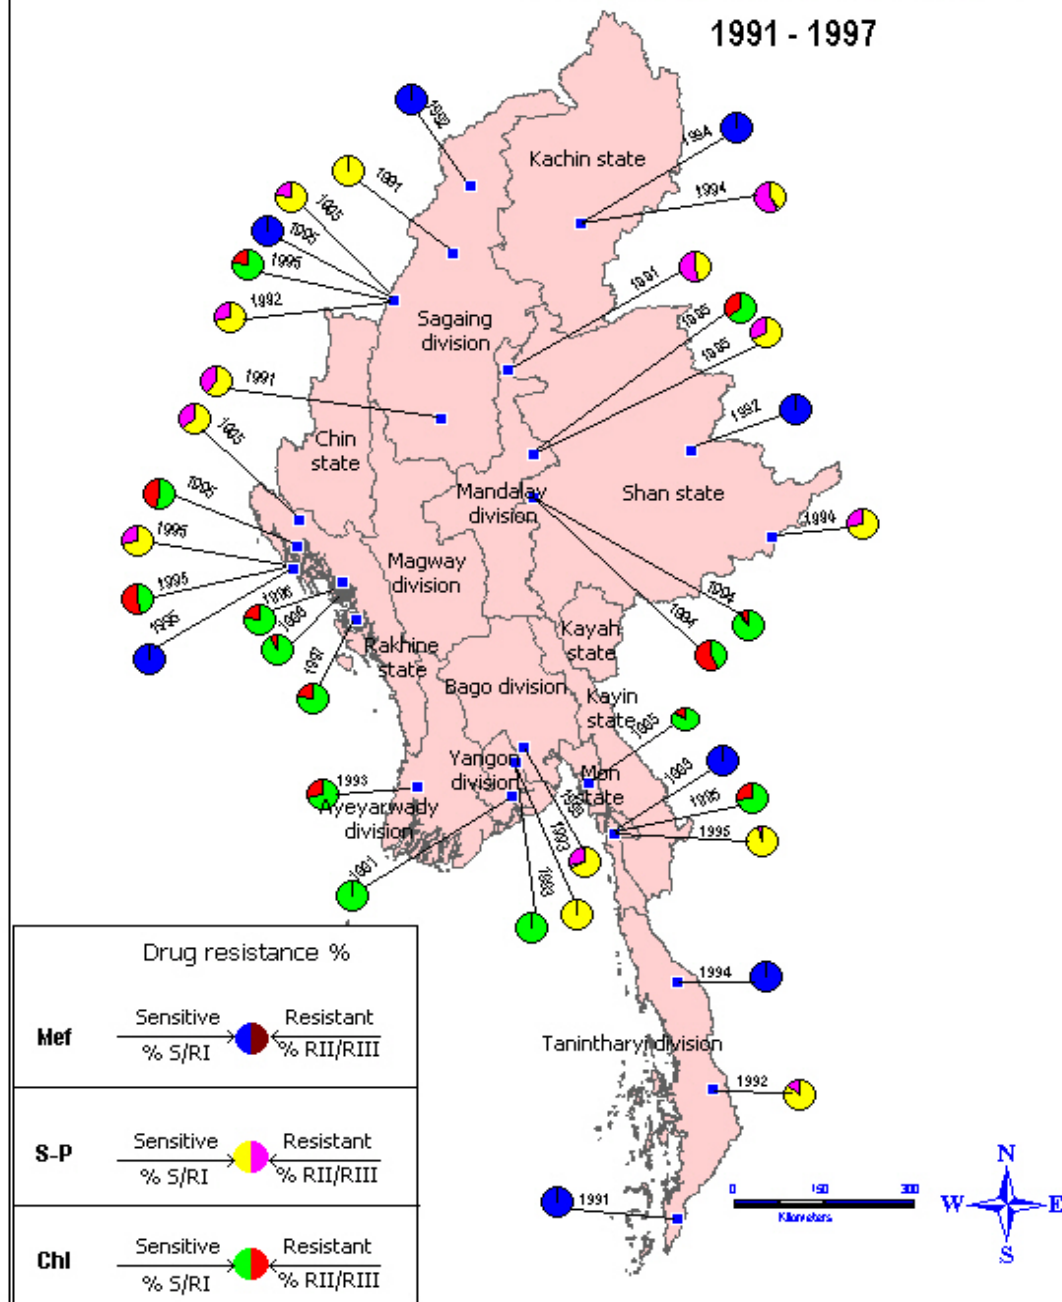 1991 - 1997
1992
1994
Kachin state
1991
1994
1995
1995
1995
1991
1992
1995
Sagaing
division
1995
1991
1992
1995
Chin
state
1995
Mandalay
division
Shan state
1994
1995
1995
Magway
division
1994
1996
1996
1994
Kayah
state
1997
Rakhine
state
Bago division
Kayin
state
1995
Yangon
division
Mon
state
1993
1995
1995
Ayeyarwady
division
1993
1995
1991
1993
Drug resistance %
Mef
Sensitive
% S/RI
Resistant
% RII/RIII
S-P
Sensitive
% S/RI
Resistant
% RII/RIII
Chl
Sensitive
% S/RI
Resistant
% RII/RIII
1994
Tanintharyi division
1992
1991
0 150 300
Kilometers
N
W E
S